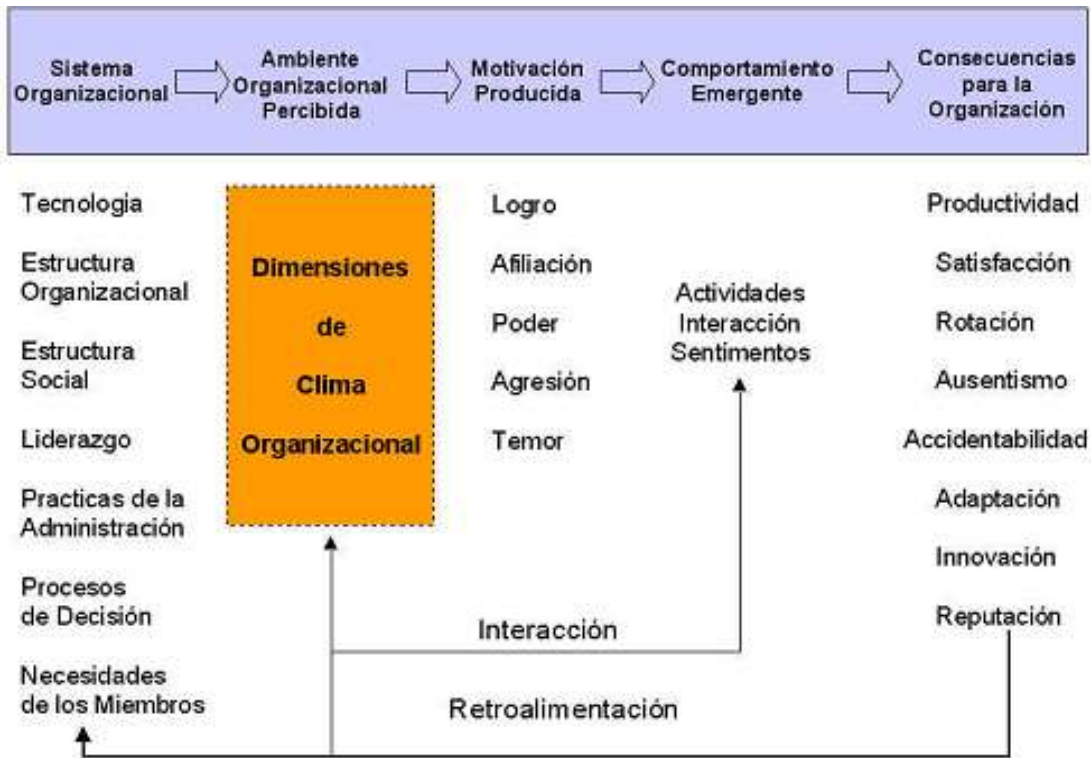 Sistema
Organizacional
Ambiente
Organizacional
Percibida
Motivación
Producida
Comportamiento
Emergente
Consecuencias
para la
Organización
Tecnologia
Estructura
Organizacional
Estructura
Social
Liderazgo
Practicas de la
Administración
Procesos
de Decisión
Necesidades
de los Miembros
Dimensiones
de
Clima
Organizacional
Logro
Afiliación
Poder
Agresión
Temor
Actividades
Interacción
Sentimentos
Productividad
Satisfacción
Rotación
Ausentismo
Accidentabilidad
Adaptación
Innovación
Reputación
Interacción
Retroalimentación